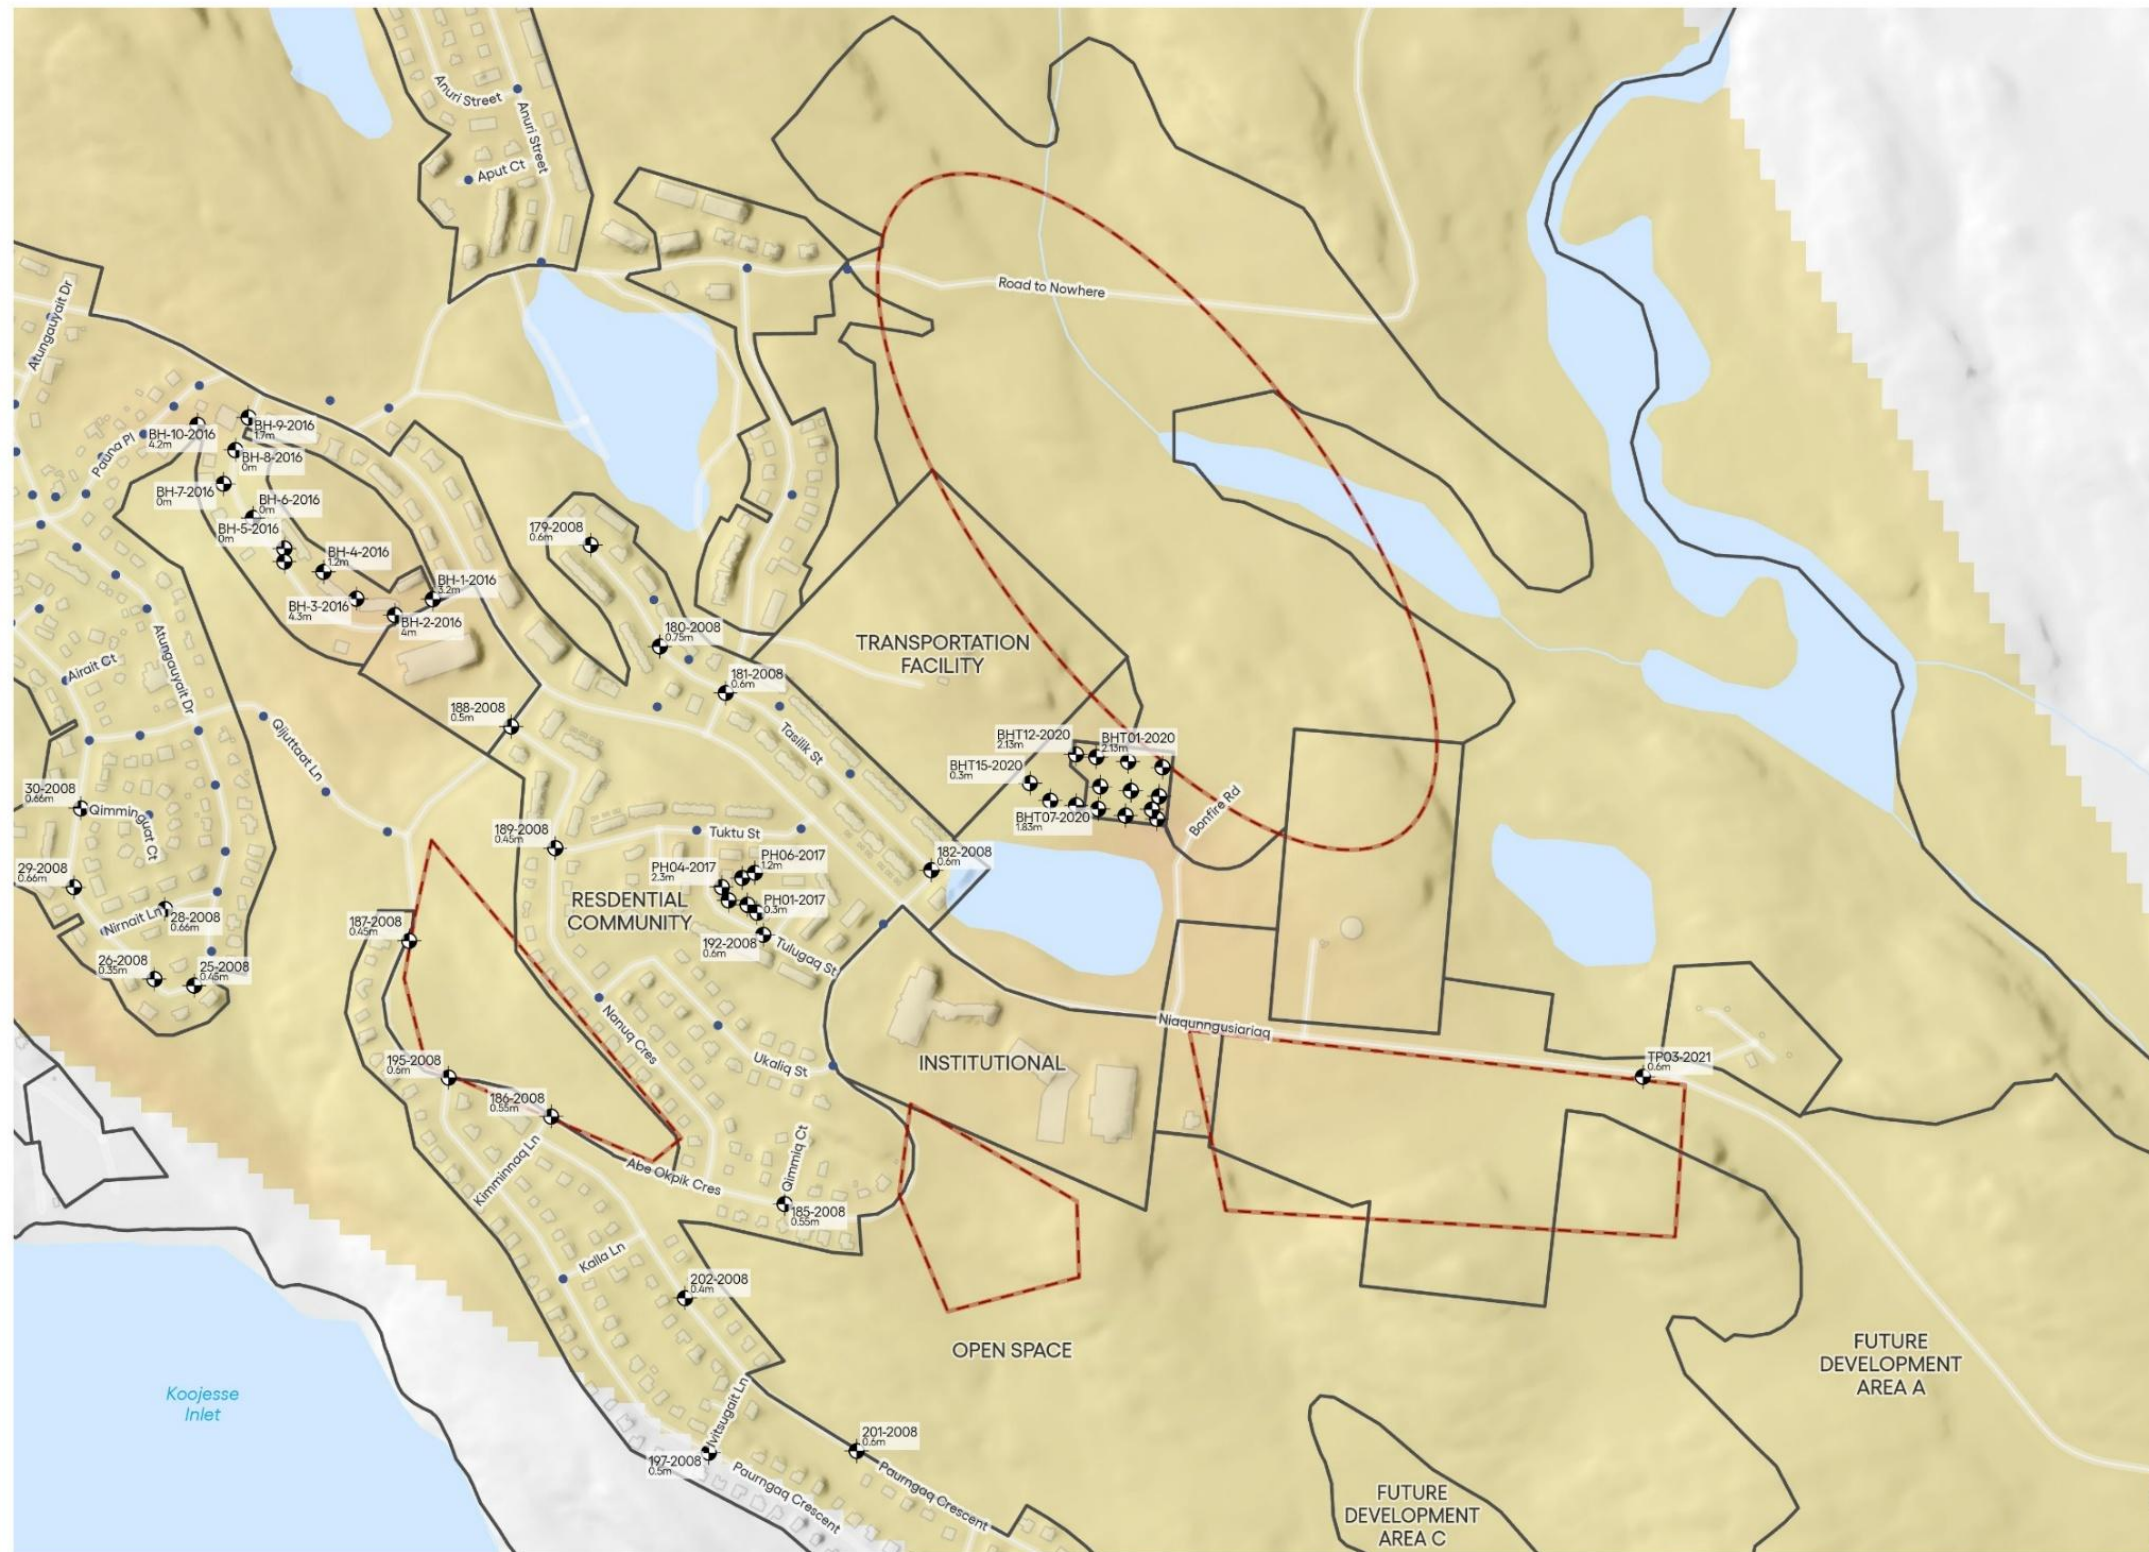 Anuri Street
Anuri Street
Aput Ct
Atungauyait Dr
Road to Nowhere
BH-10-2016
4.2m
BH-9-2016
1.7m
Pauna Pl
BH-8-2016
0m
BH-7-2016
0m
BH-6-2016
0m
BH-5-2016
0m
179-2008
0.6m
BH-4-2016
1.2m
BH-1-2016
3.2m
BH-3-2016
4.3m
BH-2-2016
4m
180-2008
0.75m
TRANSPORTATION
FACILITY
Airait Ct
Atungauyait Dr
181-2008
0.6m
188-2008
0.5m
Qijuttaat Ln
Tasilik St
BHT12-2020
2.13m
BHT01-2020
2.13m
BHT15-2020
0.3m
30-2008
0.66m
Qimminguat Ct
BHT07-2020
1.83m
Bonfire Rd
189-2008
0.45m
Tuktu St
PH06-2017
1.2m
182-2008
0.6m
29-2008
0.66m
PH04-2017
2.3m
RESDENTIAL
COMMUNITY
PH01-2017
0.3m
Nirnait Ln
28-2008
0.66m
187-2008
0.45m
192-2008
0.6m
Tulugaq St
26-2008
0.35m
25-2008
0.45m
Nanuq Cres
Niaqunngusiariaq
195-2008
0.6m
Ukaliq St
INSTITUTIONAL
TP03-2021
0.6m
186-2008
0.55m
Kimminnaq Ln
Abe Okpik Cres
Qimmiq Ct
185-2008
0.55m
Kalla Ln
202-2008
0.4m
OPEN SPACE
FUTURE
DEVELOPMENT
AREA A
Koojesse
Inlet
Ivitsugait Ln
201-2008
0.6m
197-2008
0.5m
Paurngaq Crescent
Paurngaq Crescent
FUTURE
DEVELOPMENT
AREA C